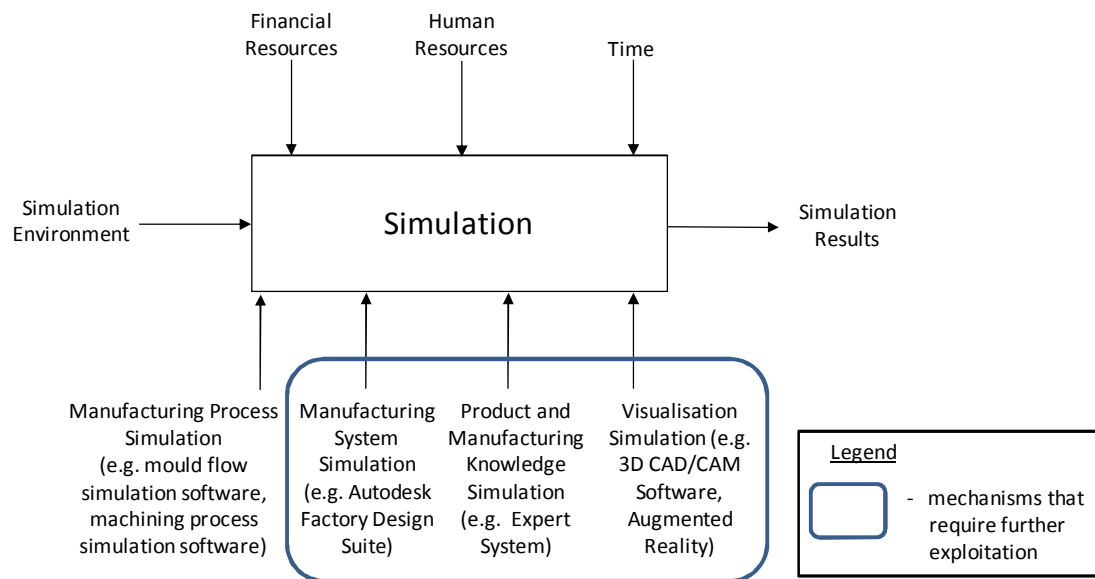 Financial
Resources
Human
Resources
Time
Simulation
Environment
Simulation
Simulation
Results
Manufacturing Process
Simulation
(e.g. mould flow
simulation software,
machining process
simulation software)
Manufacturing
System
Simulation
(e.g. Autodesk
Factory Design
Suite)
Product and
Manufacturing
Knowledge
Simulation
(e.g. Expert
System)
Visualisation
Simulation (e.g.
3D CAD/CAM
Software,
Augmented
Reality)
Legend
- mechanisms that
require further
exploitation